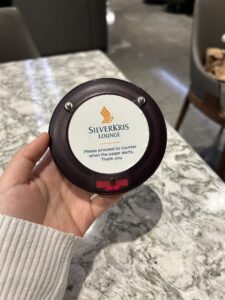 SILVERKRIS
LOUNGE
Please proceed to counter
when the pager alerts.
Thank you.